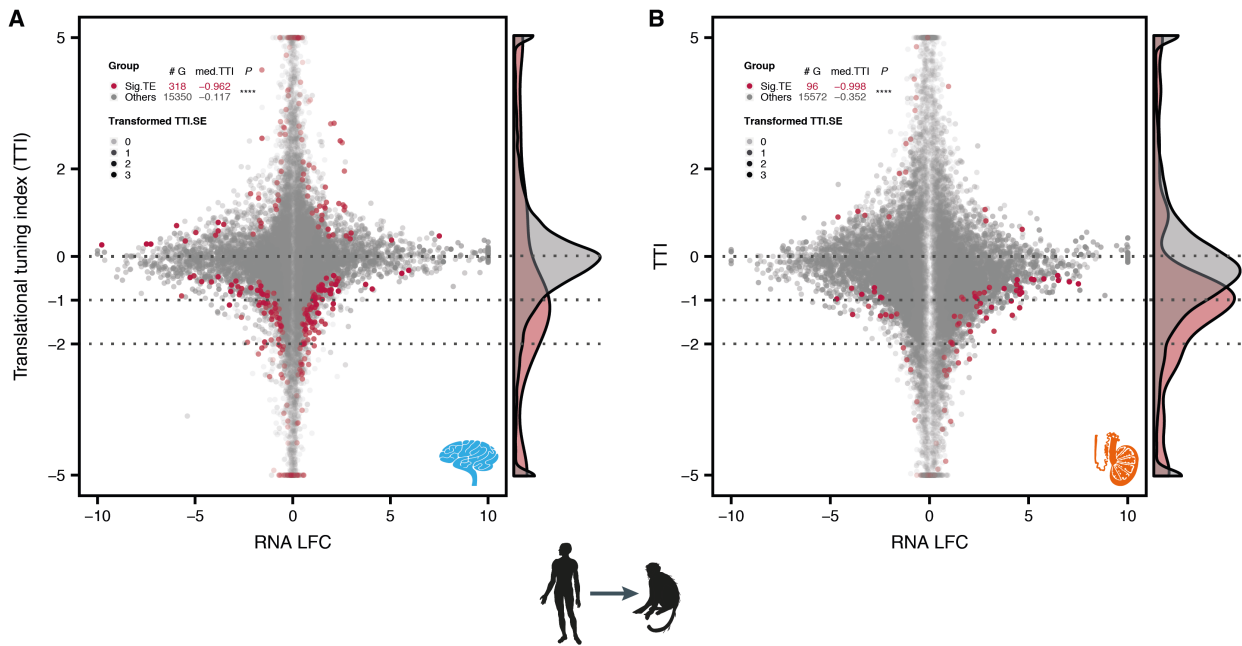 A
Translational tuning index (TTI)
5
2
0
−1
−2
−5
Group
# G med.TTI P
Sig.TE 318 −0.962
****
Others 15350 −0.117
Transformed TTI.SE
0
1
2
3
−10 −5 0 5 10
RNA LFC
B
TTI
5
2
0
−1
−2
−5
Group
# G med.TTI P
Sig.TE 96 −0.998
****
Others 15572 −0.352
Transformed TTI.SE
0
1
2
3
−10 −5 0 5 10
RNA LFC